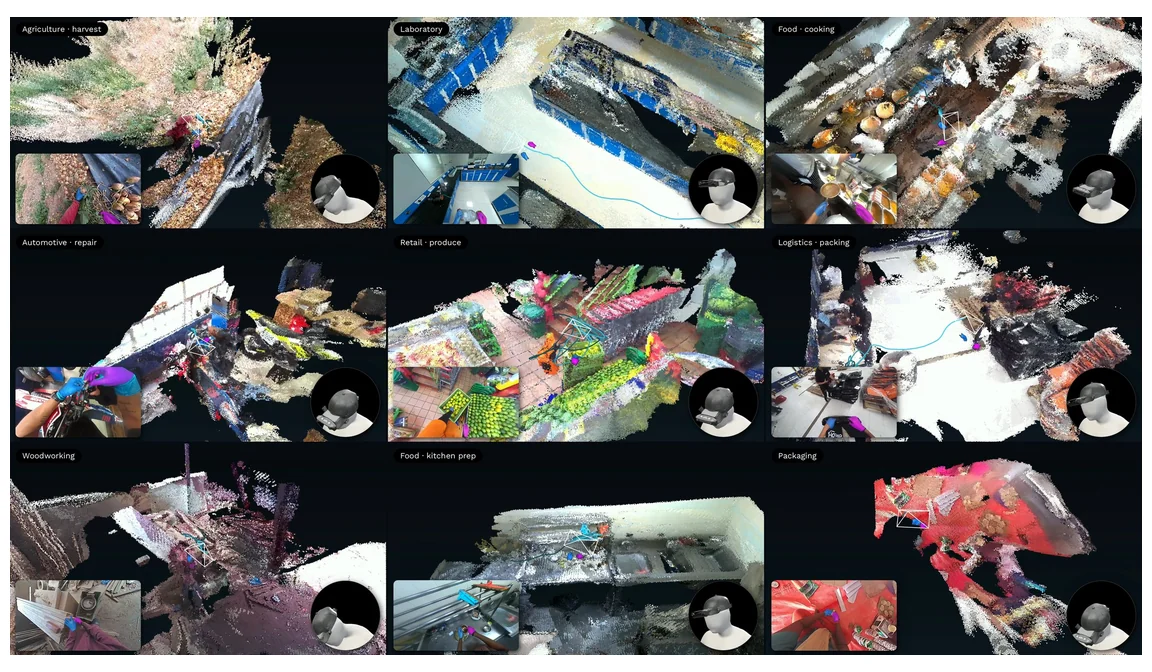 Agriculture · harvest
Laboratory
Food · cooking
Automotive · repair
Retail · produce
Logistics · packing
Woodworking
Food · kitchen prep
Packaging